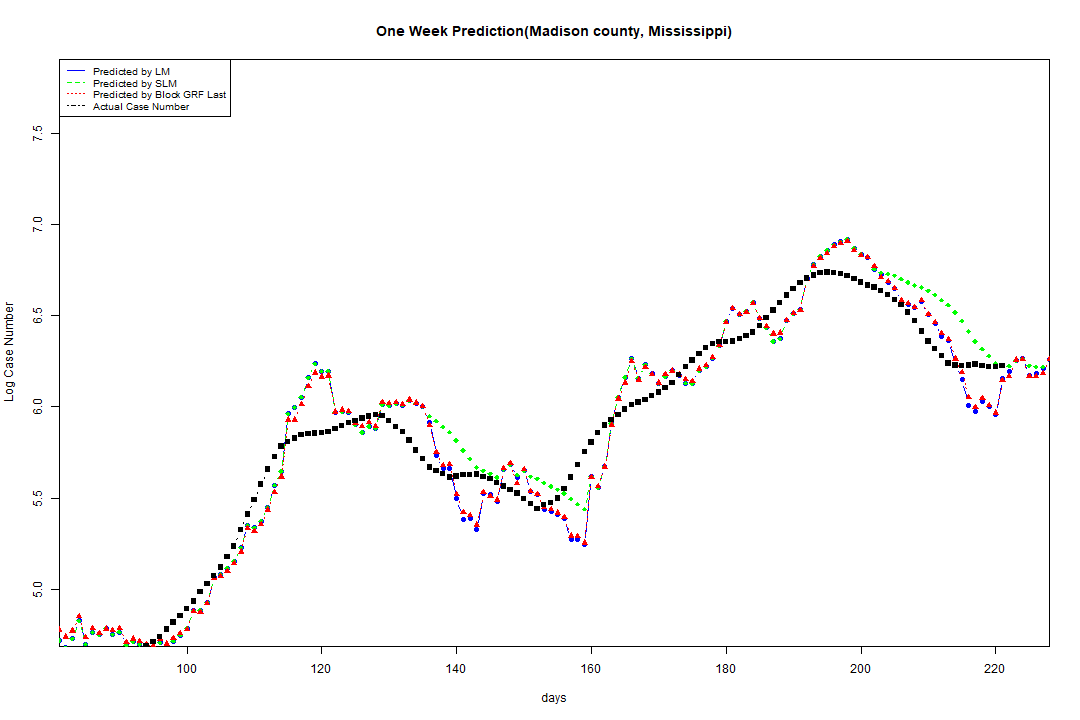 One Week Prediction(Madison county, Mississippi)
Predicted by LM
Predicted by SLM
Predicted by Block GRF Last
Actual Case Number
7.5
7.0
6.5
6.0
5.5
5.0
Log Case Number
100 120 140 160 180 200 220
days